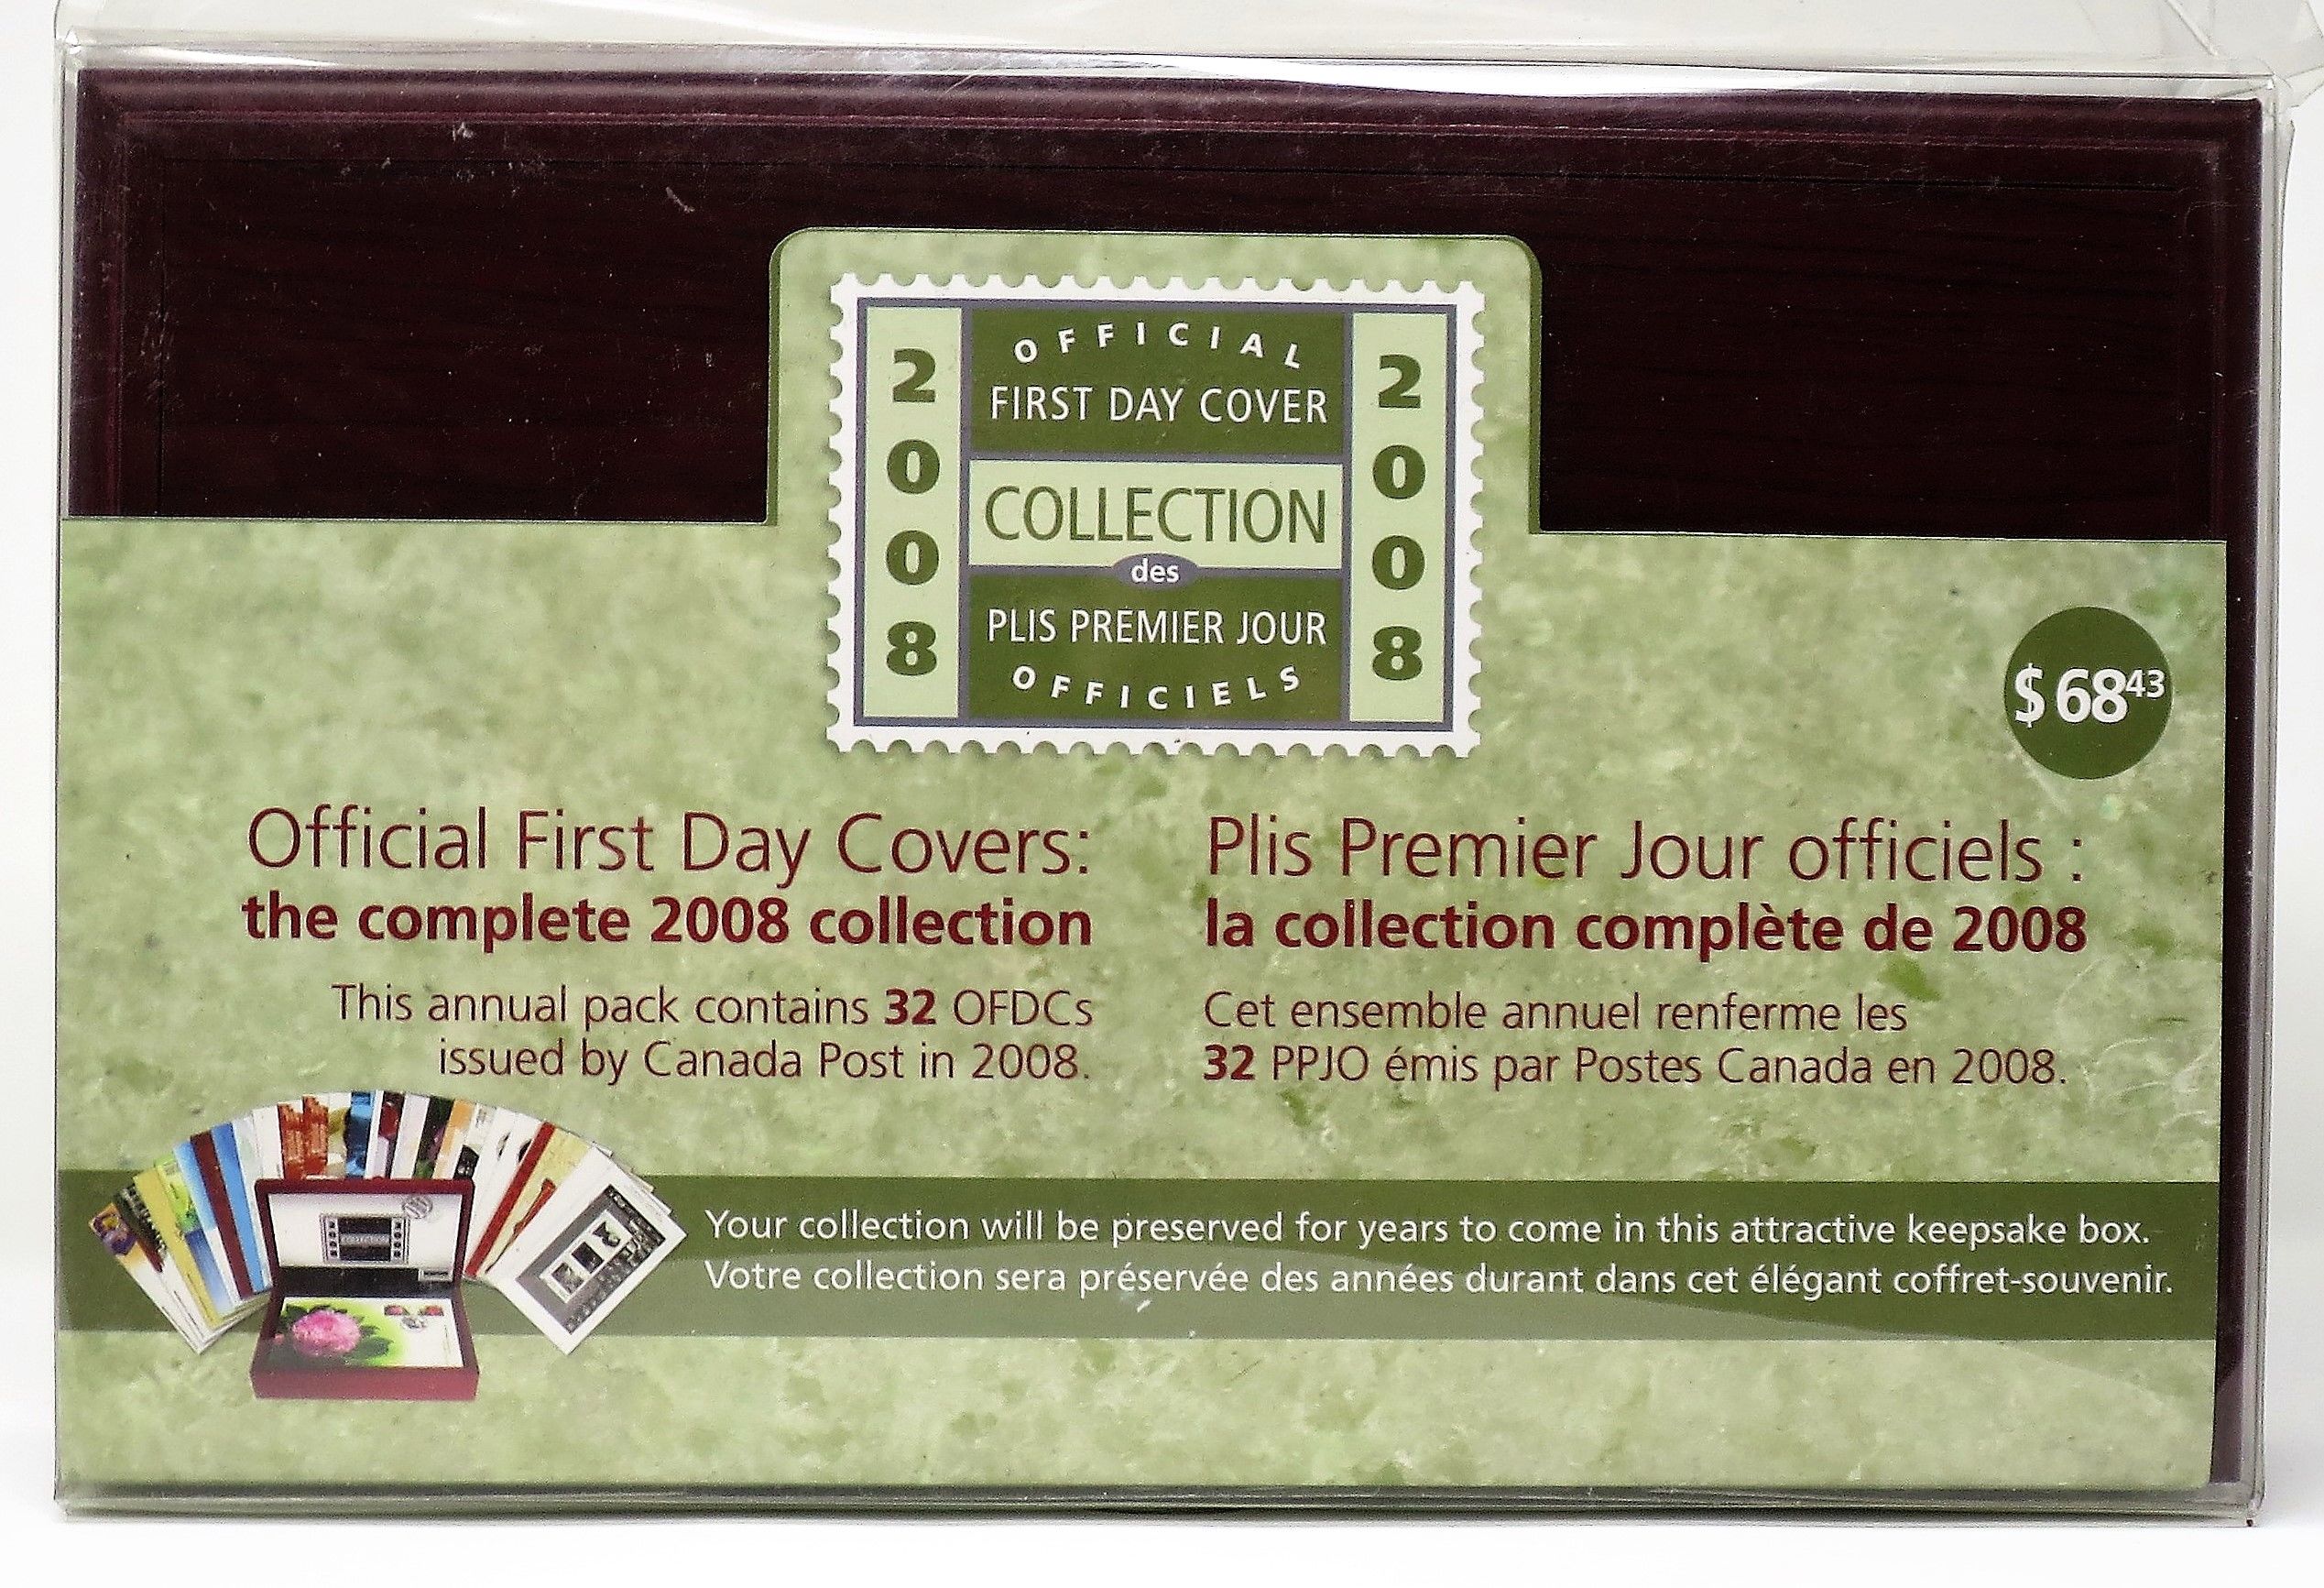 2008
OFFICIAL
FIRST DAY COVER
COLLECTION
des
PLIS PREMIER JOUR
OFFICIELS
2008
$ 68 43
Official First Day Covers:
the complete 2008 collection
This annual pack contains 32 OFDCs
issued by Canada Post in 2008.
Plis Premier Jour officiels :
la collection complète de 2008
Cet ensemble annuel renferme les
32 PPJO émis par Postes Canada en 2008.
Your collection will be preserved for years to come in this attractive keepsake box.
Votre collection sera préservée des années durant dans cet élégant coffret-souvenir.